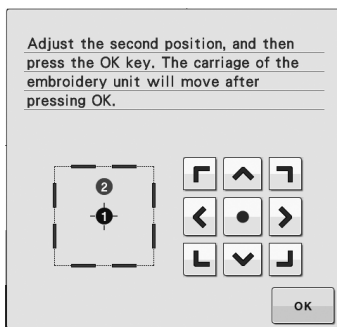 Adjust the second position, and then
press the OK key. The carriage of the
embroidery unit will move after
pressing OK.
2
1
OK